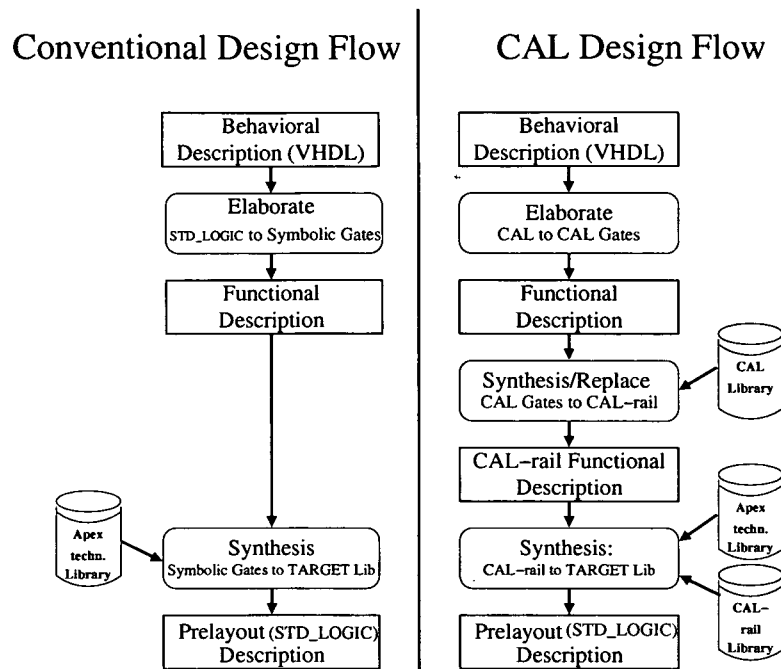 Conventional Design Flow
Behavioral
Description (VHDL)
Elaborate
STD_LOGIC to Symbolic Gates
Functional
Description
Apex
techn.
Library
Synthesis
Symbolic Gates to TARGET Lib
Prelayout (STD_LOGIC)
Description
CAL Design Flow
Behavioral
Description (VHDL)
Elaborate
CAL to CAL Gates
Functional
Description
CAL
Library
Synthesis/Replace
CAL Gates to CAL-rail
CAL-rail Functional
Description
Apex
techn.
Library
Synthesis:
CAL-rail to TARGET Lib
CAL-
rail
Library
Prelayout (STD_LOGIC)
Description